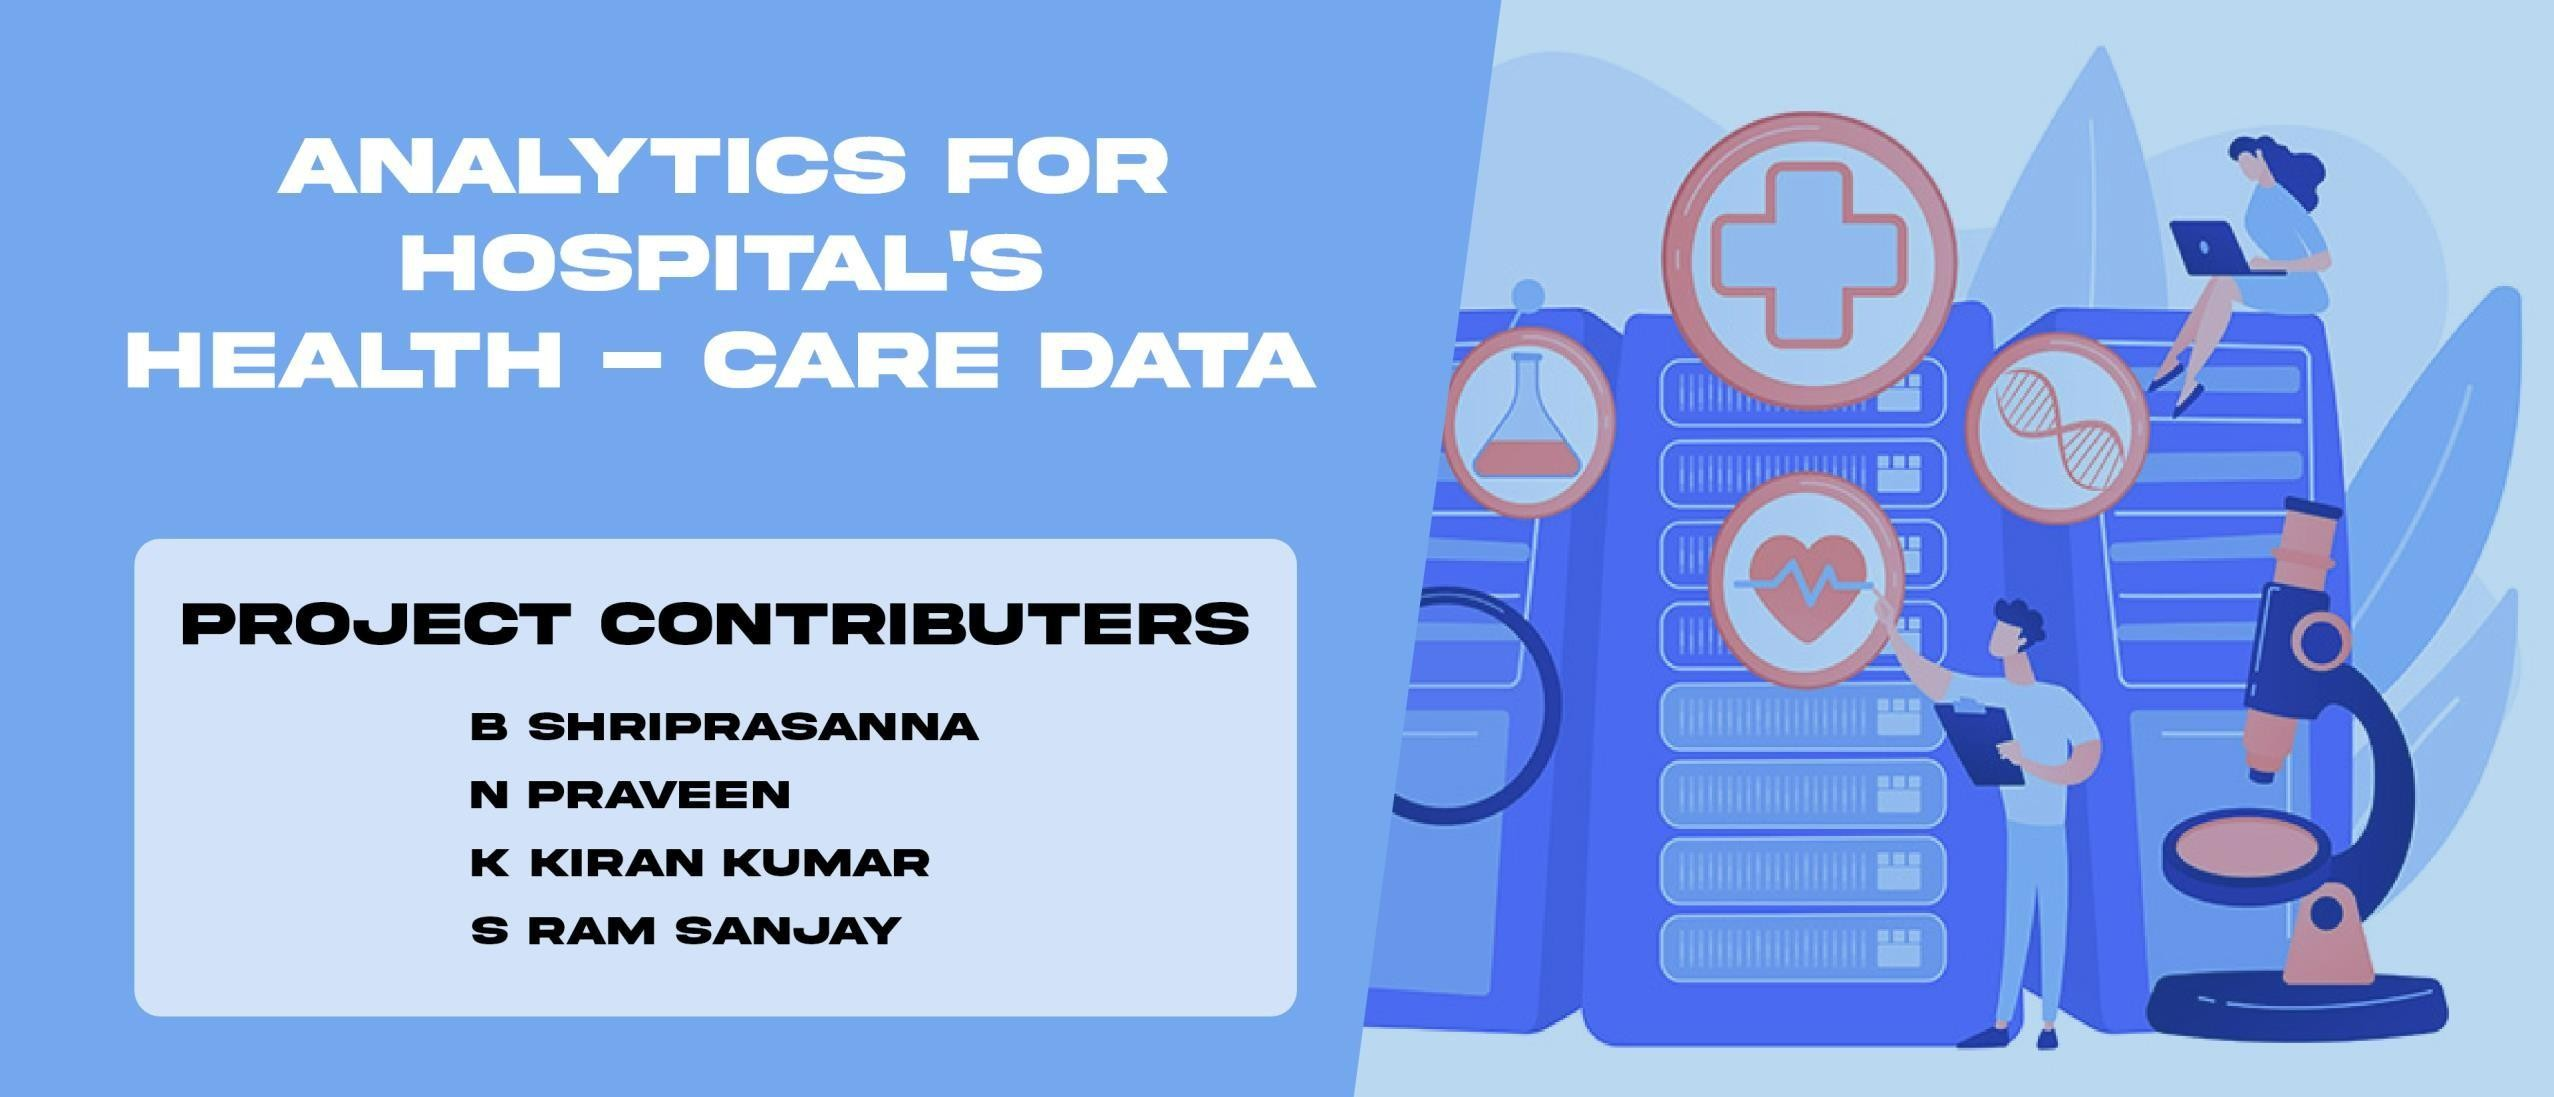 ANALYTICS FOR
HOSPITAL'S
HEALTH - CARE DATA
PROJECT CONTRIBUTERS
B SHRIPRASANNA
N PRAVEEN
K KIRAN KUMAR
S RAM SANJAY